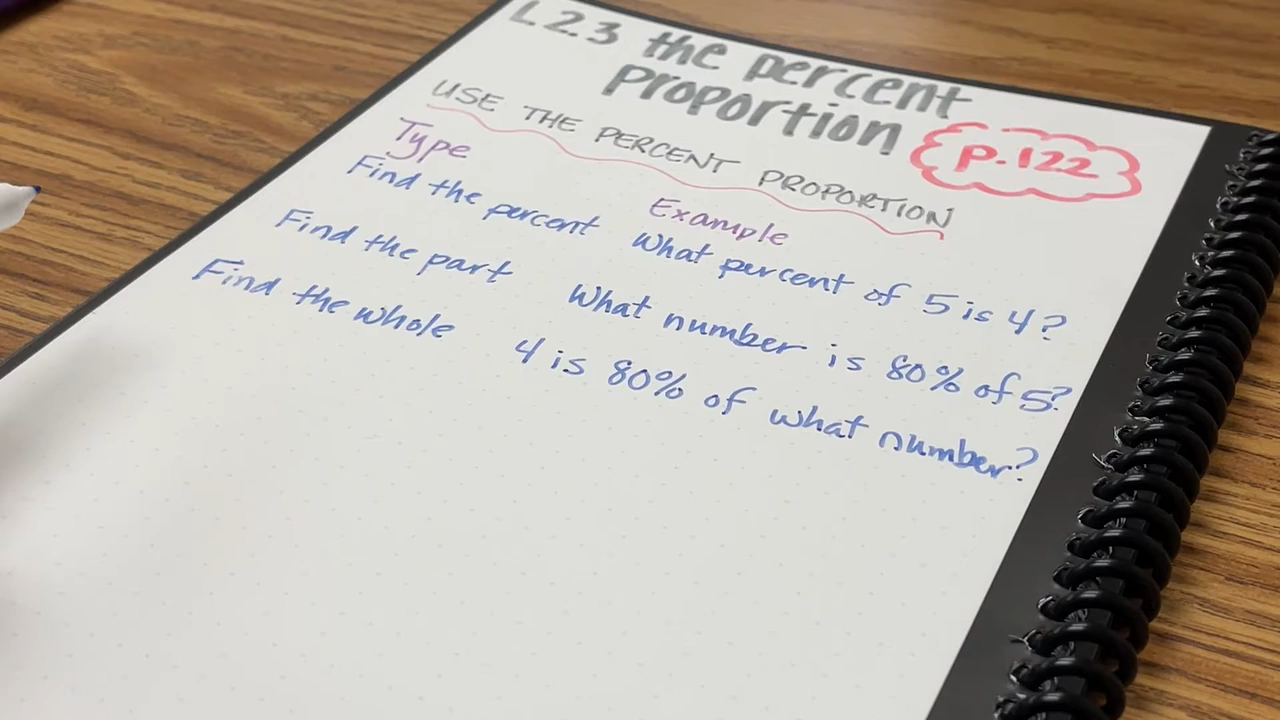 L2.3 the percent
proportion
p.122
USE THE PERCENT PROPORTION
Type Example
Find the percent What percent of 5 is 4?
Find the part What number is 80% of 5?
Find the whole 4 is 80% of what number?